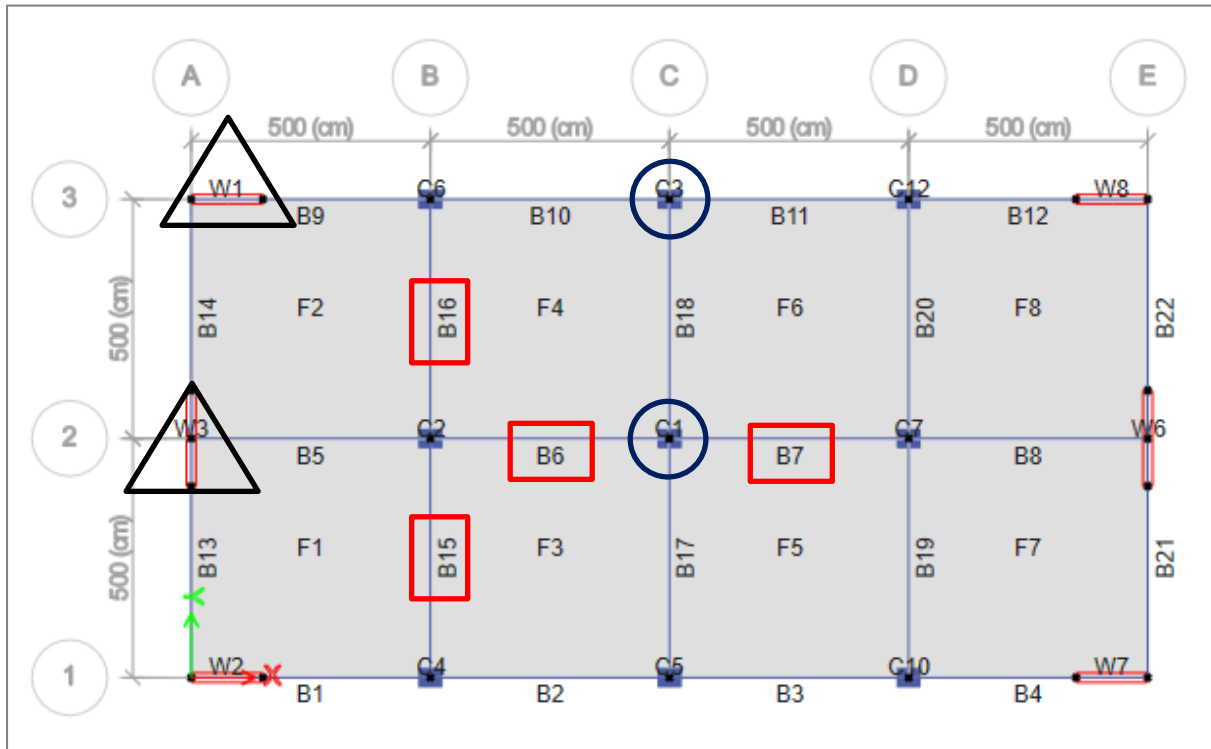 A B C D E
500 (cm) 500 (cm) 500 (cm) 500 (cm)
3 W1 C6 C3 C12 W8
B9 B10 B11 B12
500 (cm) B14 F2 B16 F4 B18 F6 B20 F8 B22
2 W3 C2 C1 C7 W6
B5 B6 B7 B8
500 (cm) B13 F1 B15 F3 B17 F5 B19 F7 B21
Y
1 W2 X C4 C5 C10 W7
B1 B2 B3 B4